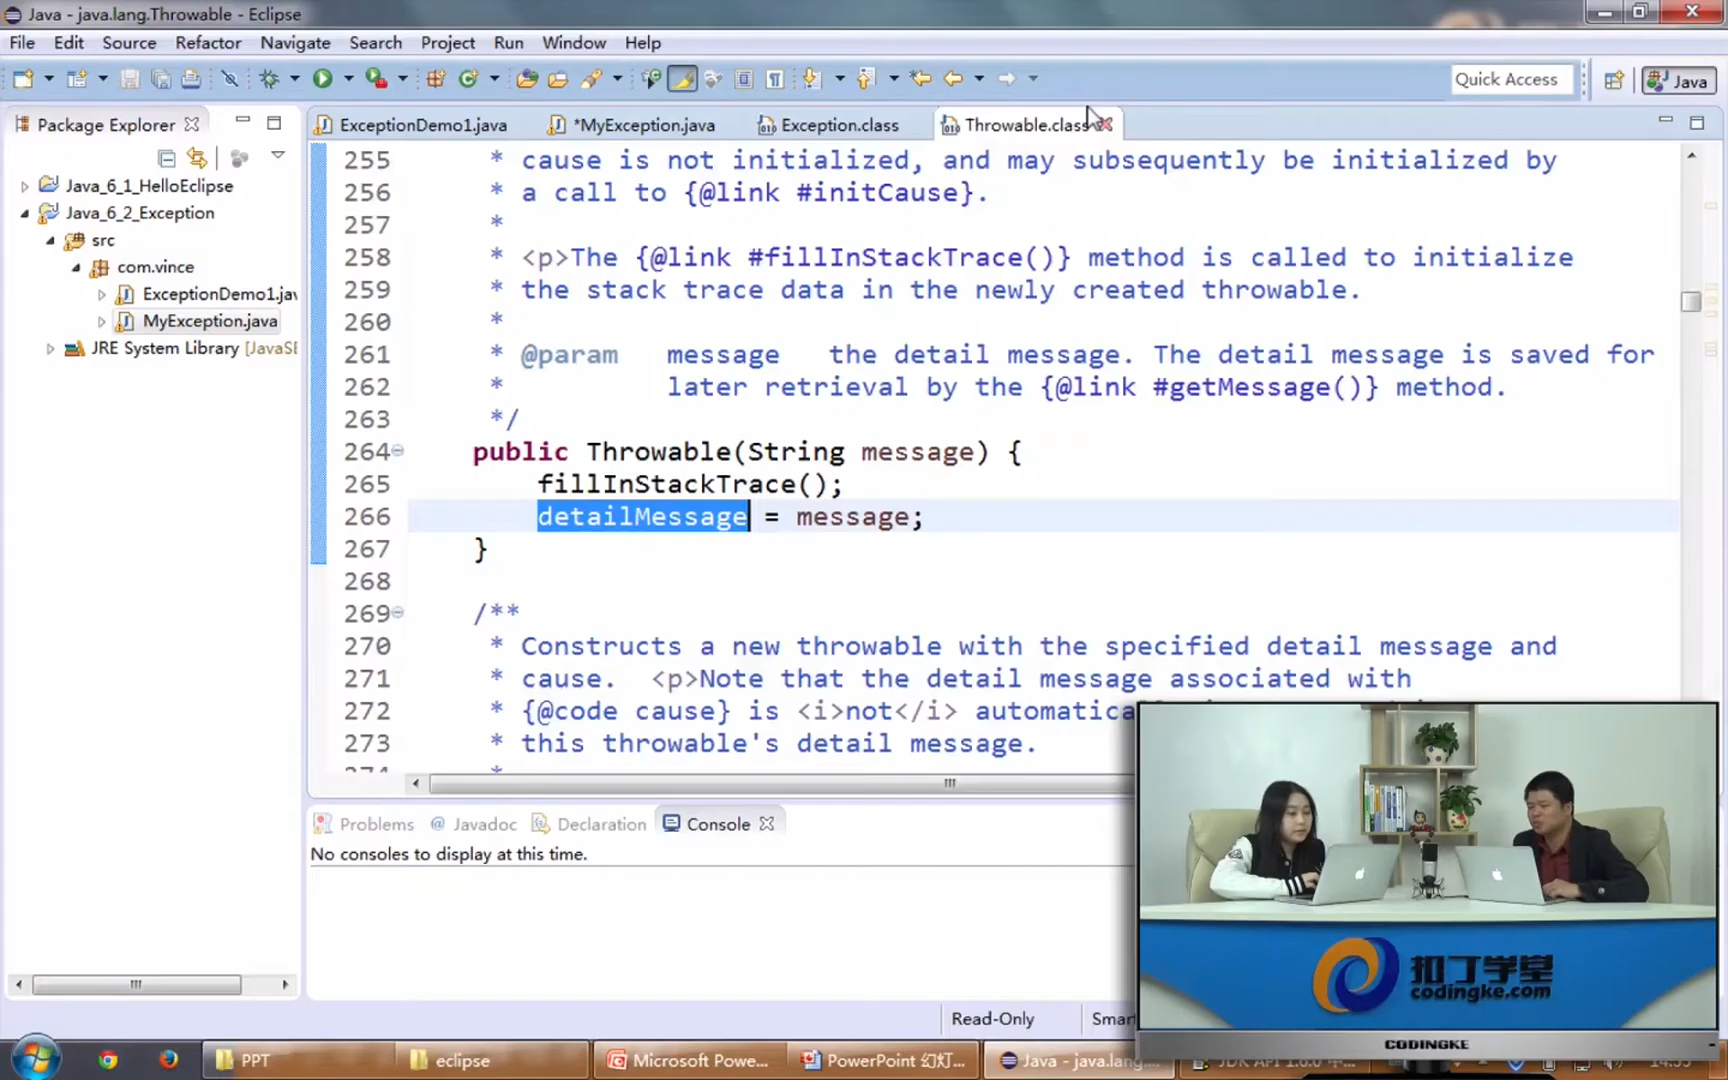 Java - java.lang.Throwable - Eclipse
File Edit Source Refactor Navigate Search Project Run Window Help
Quick Access
Java
Package Explorer
ExceptionDemo1.java
*MyException.java
Exception.class
Throwable.class
Java_6_1_HelloEclipse
Java_6_2_Exception
src
com.vince
ExceptionDemo1.jav
MyException.java
JRE System Library [JavaSE
255 * cause is not initialized, and may subsequently be initialized by
256 * a call to {@link #initCause}.
257 *
258 * <p>The {@link #fillInStackTrace()} method is called to initialize
259 * the stack trace data in the newly created throwable.
260 *
261 * @param message the detail message. The detail message is saved for
262 * later retrieval by the {@link #getMessage()} method.
263 */
264 public Throwable(String message) {
265 fillInStackTrace();
266 detailMessage = message;
267 }
268
269 /**
270 * Constructs a new throwable with the specified detail message and
271 * cause. <p>Note that the detail message associated with
272 * {@code cause} is <i>not</i> automatica
273 * this throwable's detail message.
Problems @ Javadoc Declaration Console
No consoles to display at this time.
Read-Only
Smar
扣丁学堂
codingke.com
CODINGKE
PPT
eclipse
Microsoft Powe...
PowerPoint 幻灯...
Java - java.lang...